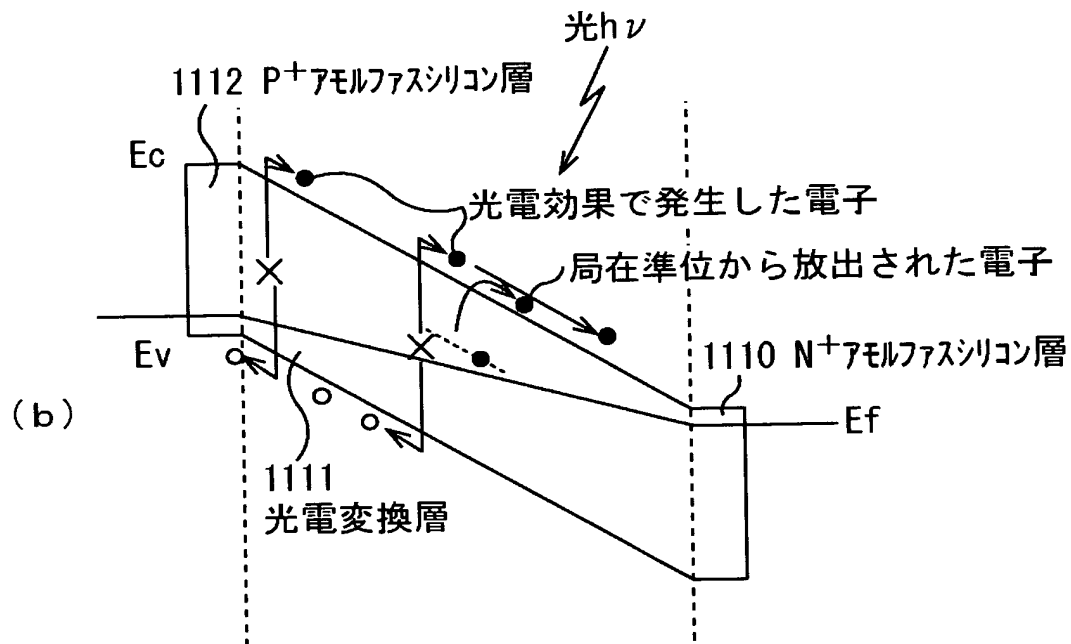 光hν
1112 P+アモルファスシリコン層
Ec
光電効果で発生した電子
局在準位から放出された電子
Ev
1110 N+アモルファスシリコン層
(b)
Ef
1111
光電変換層